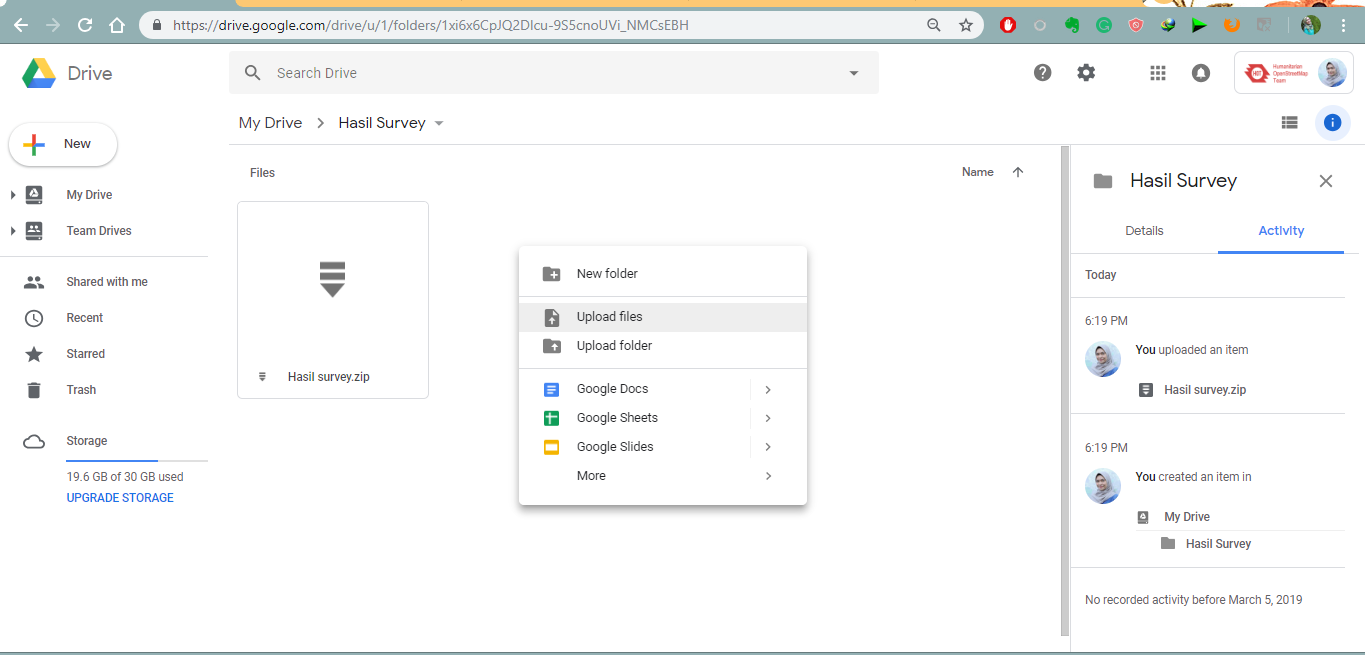 https://drive.google.com/drive/u/1/folders/1xi6x6CpJQ2DIcu-9S5cnoUVi_NMCsEBH
Drive
Search Drive
HOT
Humanitarian
OpenStreetMap
Team
My Drive
Hasil Survey
New
My Drive
Team Drives
Shared with me
Recent
Starred
Trash
Storage
19.6 GB of 30 GB used
UPGRADE STORAGE
Files
Name
Hasil survey.zip
New folder
Upload files
Upload folder
Google Docs
Google Sheets
Google Slides
More
Hasil Survey
Details
Activity
Today
6:19 PM
You uploaded an item
Hasil survey.zip
6:19 PM
You created an item in
My Drive
Hasil Survey
No recorded activity before March 5, 2019